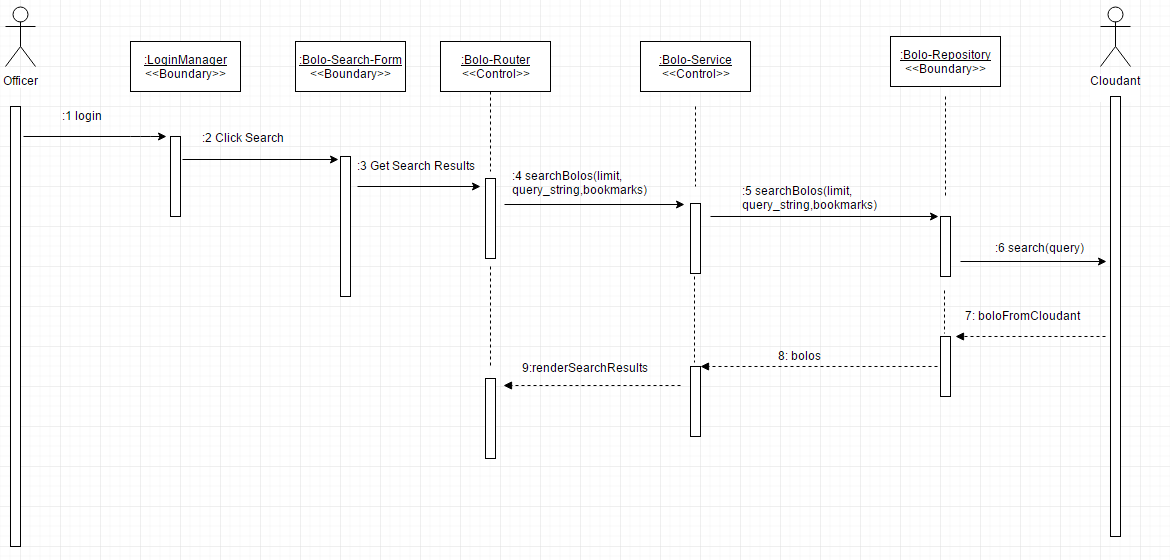 Officer
:LoginManager
<<Boundary>>
:Bolo-Search-Form
<<Boundary>>
:Bolo-Router
<<Control>>
:Bolo-Service
<<Control>>
:Bolo-Repository
<<Boundary>>
Cloudant
:1 login
:2 Click Search
:3 Get Search Results
:4 searchBolos(limit,
query_string,bookmarks)
:5 searchBolos(limit,
query_string,bookmarks)
:6 search(query)
7: boloFromCloudant
8: bolos
9:renderSearchResults